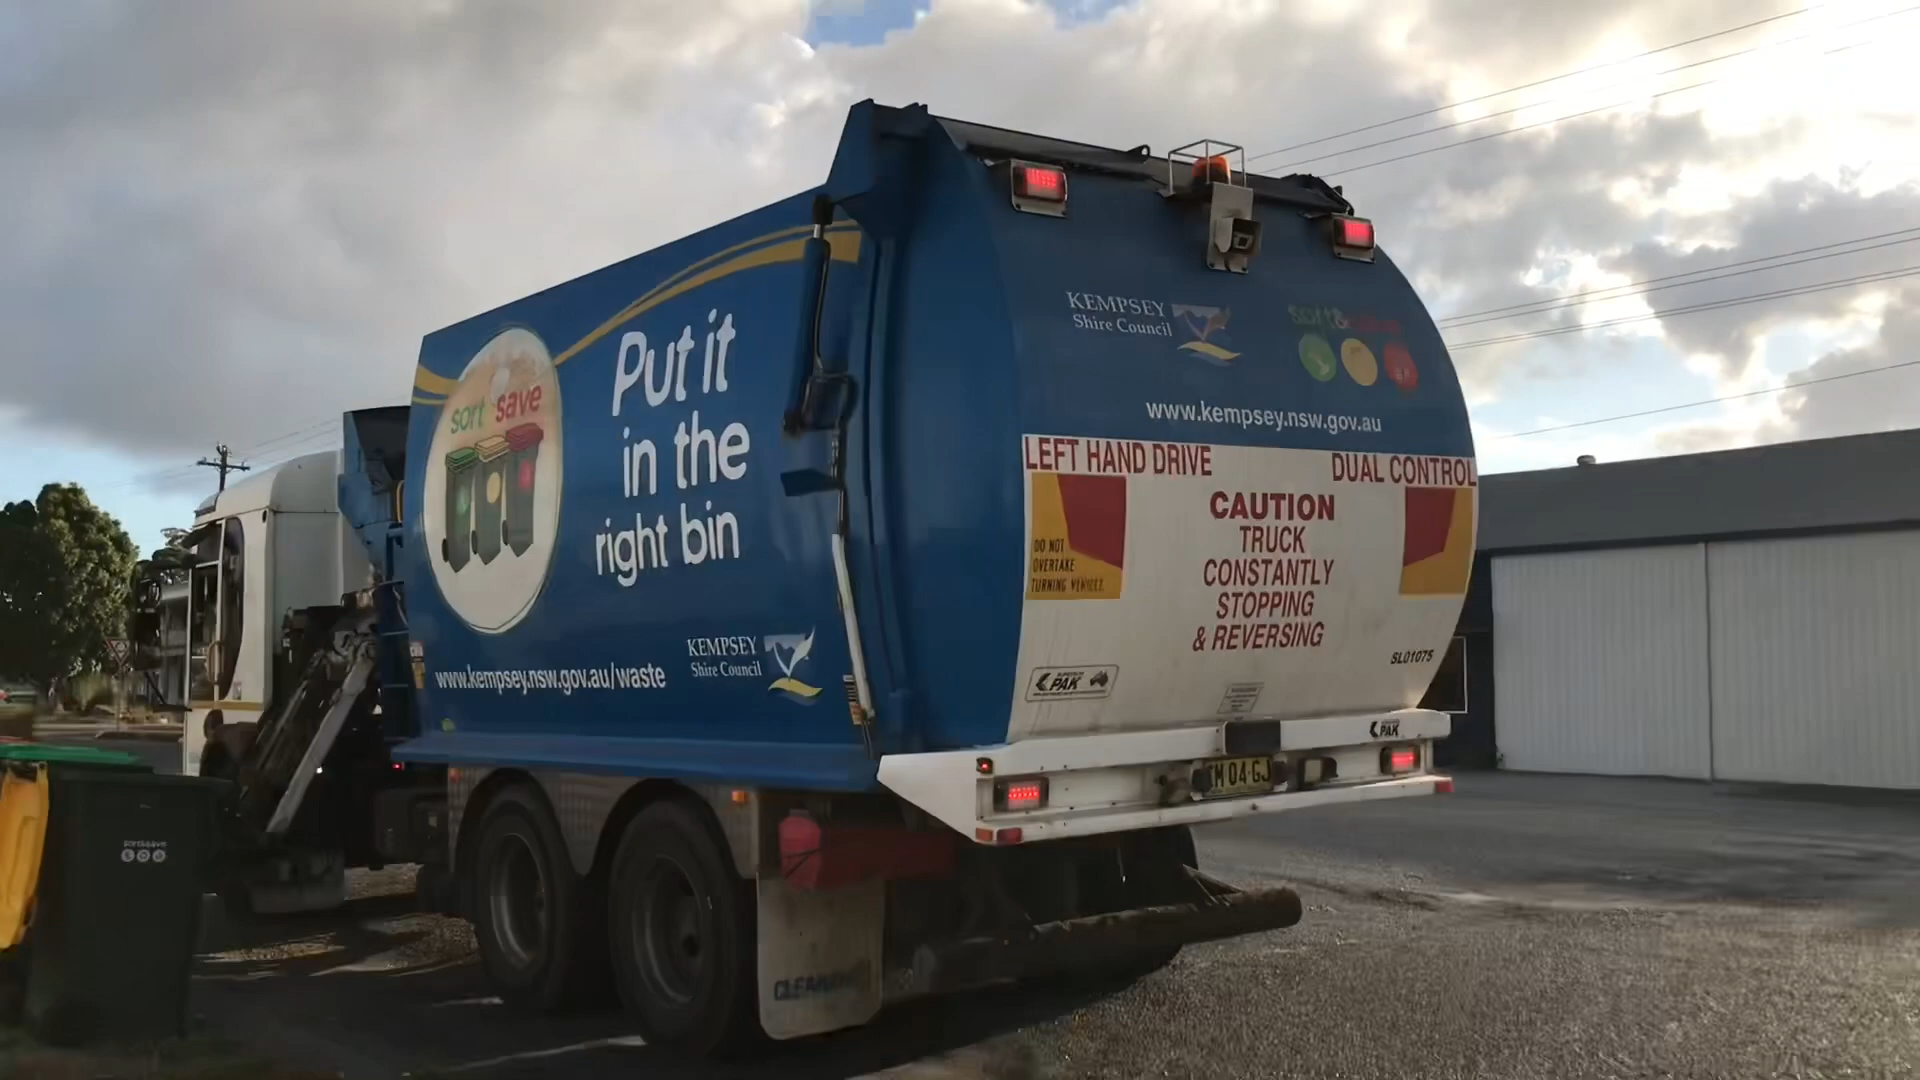 sort save
Put it
in the
right bin
www.kempsey.nsw.gov.au/waste
KEMPSEY
Shire Council
KEMPSEY
Shire Council
www.kempsey.nsw.gov.au
LEFT HAND DRIVE
DUAL CONTROL
DO NOT
OVERTAKE
TURNING VEHICLE
CAUTION
TRUCK
CONSTANTLY
STOPPING
& REVERSING
SL01075
PAK
PAK